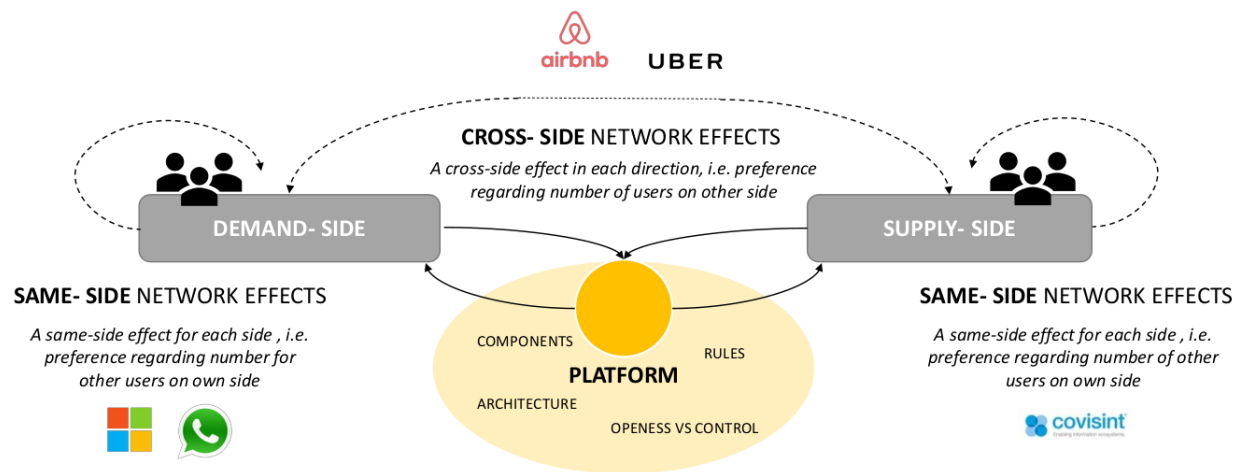 airbnb
UBER
CROSS- SIDE NETWORK EFFECTS
A cross-side effect in each direction, i.e. preference
regarding number of users on other side
DEMAND- SIDE
SUPPLY- SIDE
SAME- SIDE NETWORK EFFECTS
A same-side effect for each side , i.e.
preference regarding number for
other users on own side
COMPONENTS
RULES
PLATFORM
ARCHITECTURE
OPENESS VS CONTROL
SAME- SIDE NETWORK EFFECTS
A same-side effect for each side , i.e.
preference regarding number of other
users on own side
covisint
Enabling information ecosystems.